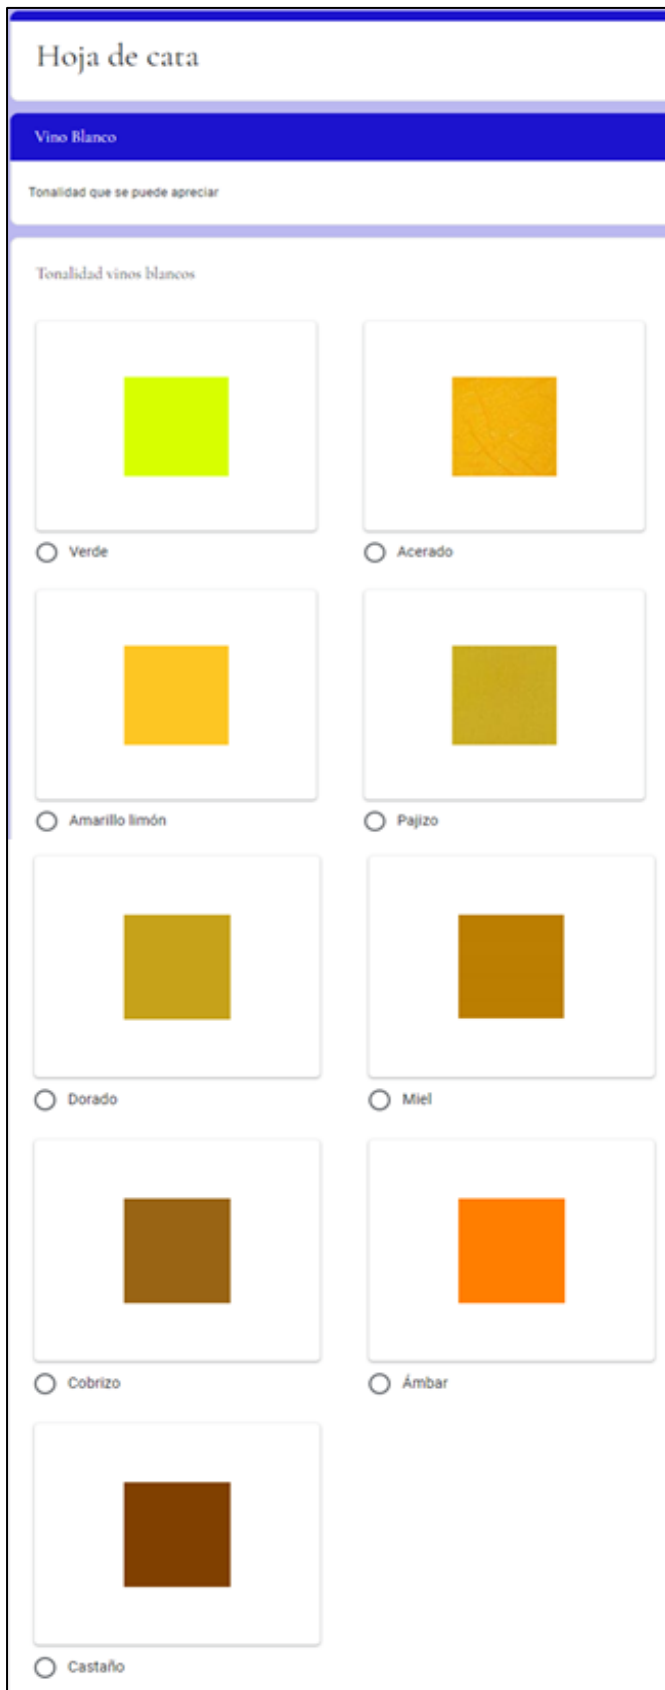 Hoja de cata
Vino Blanco
Tonalidad que se puede apreciar
Tonalidad vinos blancos
Verde
Acerado
Amarillo limón
Pajizo
Dorado
Miel
Cobrizo
Ámbar
Castaño